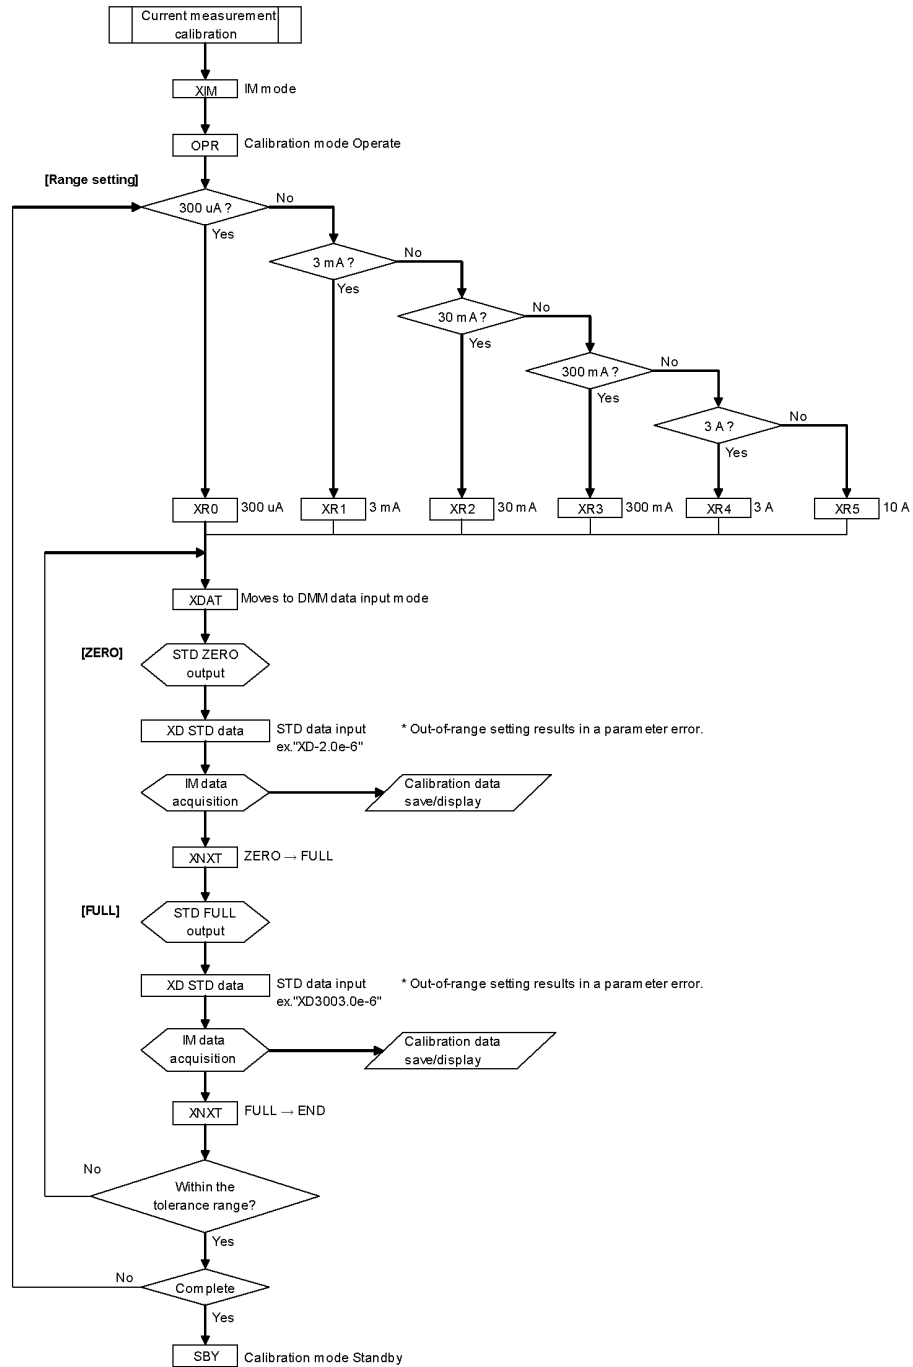 Current measurement
calibration
XIM
IM mode
OPR
Calibration mode Operate
[Range setting]
300 uA ?
No
Yes
3 mA ?
No
Yes
30 mA ?
No
Yes
300 mA ?
No
Yes
3 A ?
No
Yes
XR0
300 uA
XR1
3 mA
XR2
30 mA
XR3
300 mA
XR4
3 A
XR5
10 A
XDAT
Moves to DMM data input mode
[ZERO]
STD ZERO
output
XD STD data
STD data input
ex."XD-2.0e-6"
* Out-of-range setting results in a parameter error.
IM data
acquisition
Calibration data
save/display
XNXT
ZERO → FULL
[FULL]
STD FULL
output
XD STD data
STD data input
ex."XD3003.0e-6"
* Out-of-range setting results in a parameter error.
IM data
acquisition
Calibration data
save/display
XNXT
FULL → END
No
Within the
tolerance range?
Yes
No
Complete
Yes
SBY
Calibration mode Standby